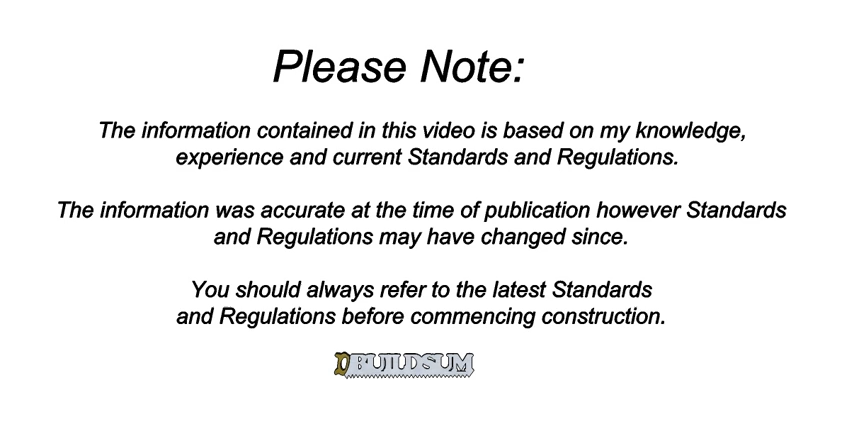 Please Note:
The information contained in this video is based on my knowledge,
experience and current Standards and Regulations.
The information was accurate at the time of publication however Standards
and Regulations may have changed since.
You should always refer to the latest Standards
and Regulations before commencing construction.
BUILDSUM